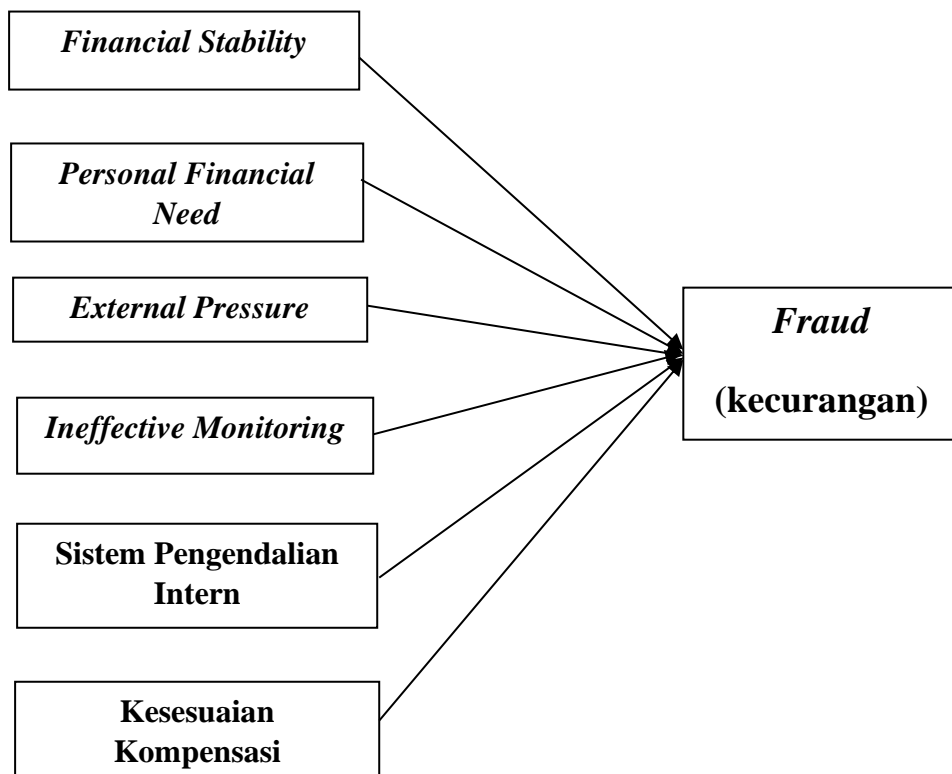 Financial Stability
Personal Financial
Need
External Pressure
Ineffective Monitoring
Sistem Pengendalian
Intern
Kesesuaian
Kompensasi
Fraud
(kecurangan)